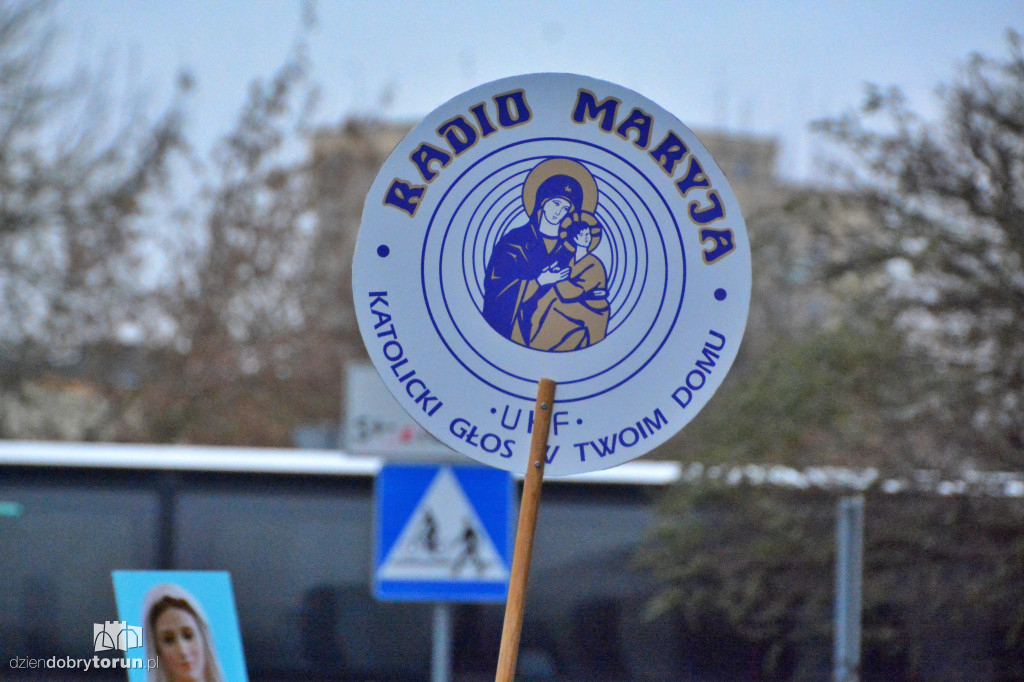 RADIO MARYJA
KATOLICKI GŁOS W TWOIM DOMU
·UKF·
dziendobrytorun.pl